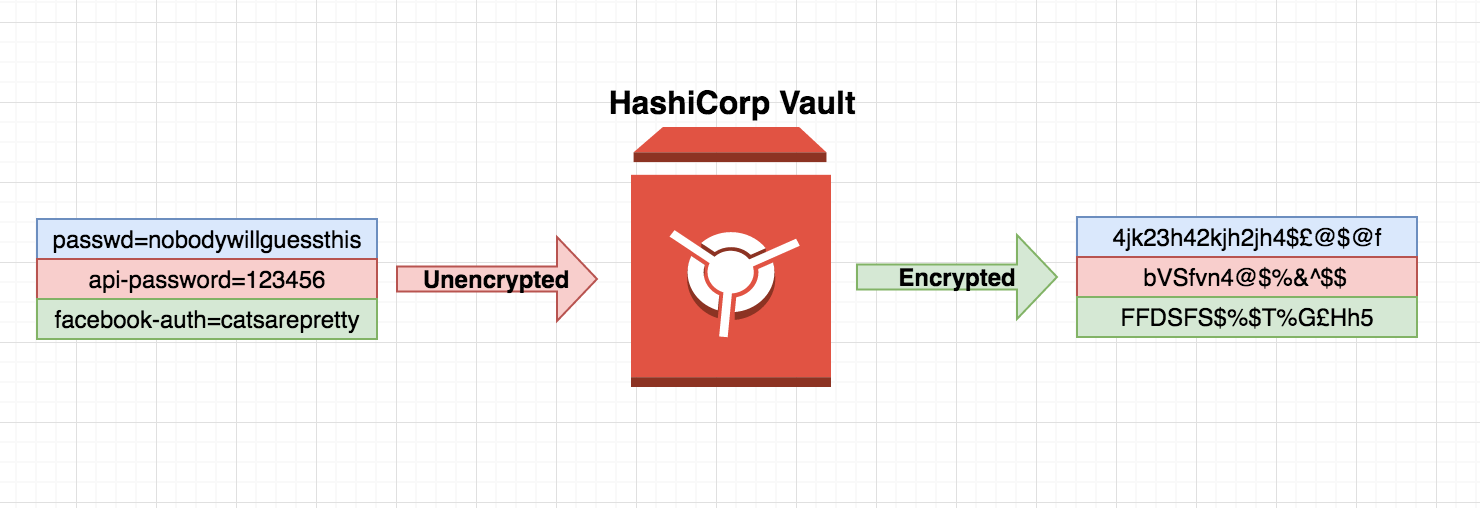 HashiCorp Vault
passwd=nobodywillguessthis
api-password=123456
facebook-auth=catsarepretty
Unencrypted
Encrypted
4jk23h42kjh2jh4$£@$@f
bVSfvn4@$%&^$$
FFDSFS$%$T%G£Hh5